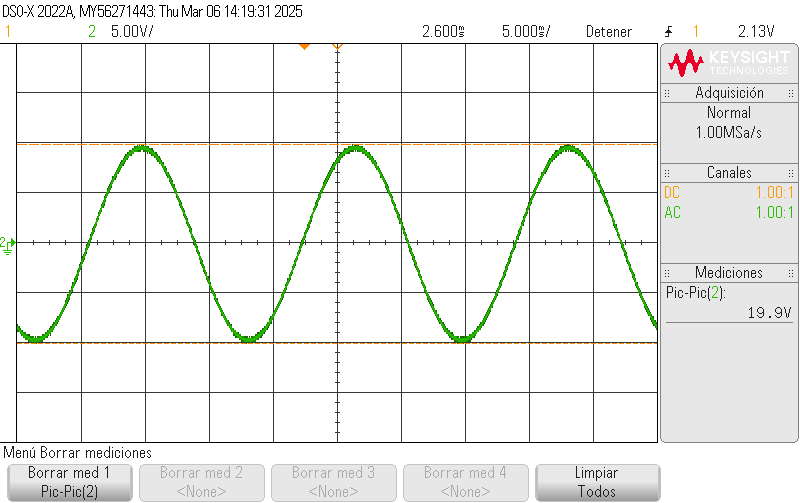 DSO-X 2022A, MY56271443: Thu Mar 06 14:19:31 2025
1 2 5.00V/ 2.600s 5.000s/ Detener 1 2.13V
KEYSIGHT
TECHNOLOGIES
Adquisición
Normal
1.00MSa/s
Canales
DC 1.00:1
AC 1.00:1
Mediciones
Pic-Pic(2):
19.9V
2
Menú Borrar mediciones
Borrar med 1
Pic-Pic(2)
Borrar med 2
<None>
Borrar med 3
<None>
Borrar med 4
<None>
Limpiar
Todos